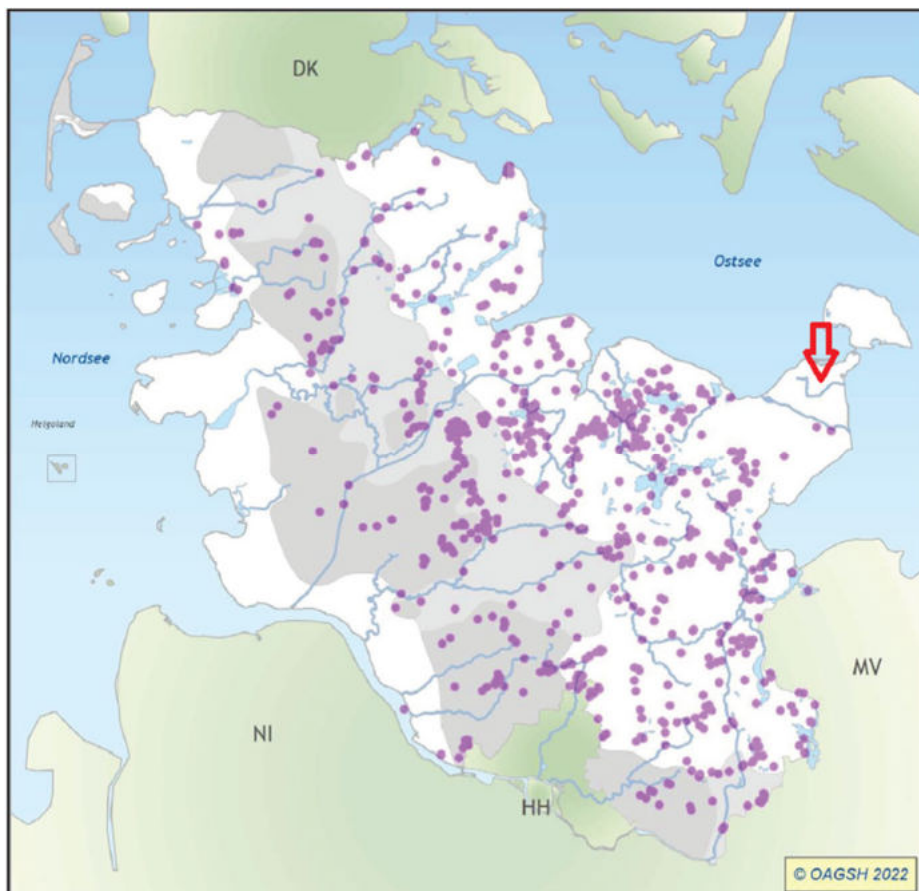 DK
Ostsee
Nordsee
Helgoland
MV
NI
HH
© OAGSH 2022